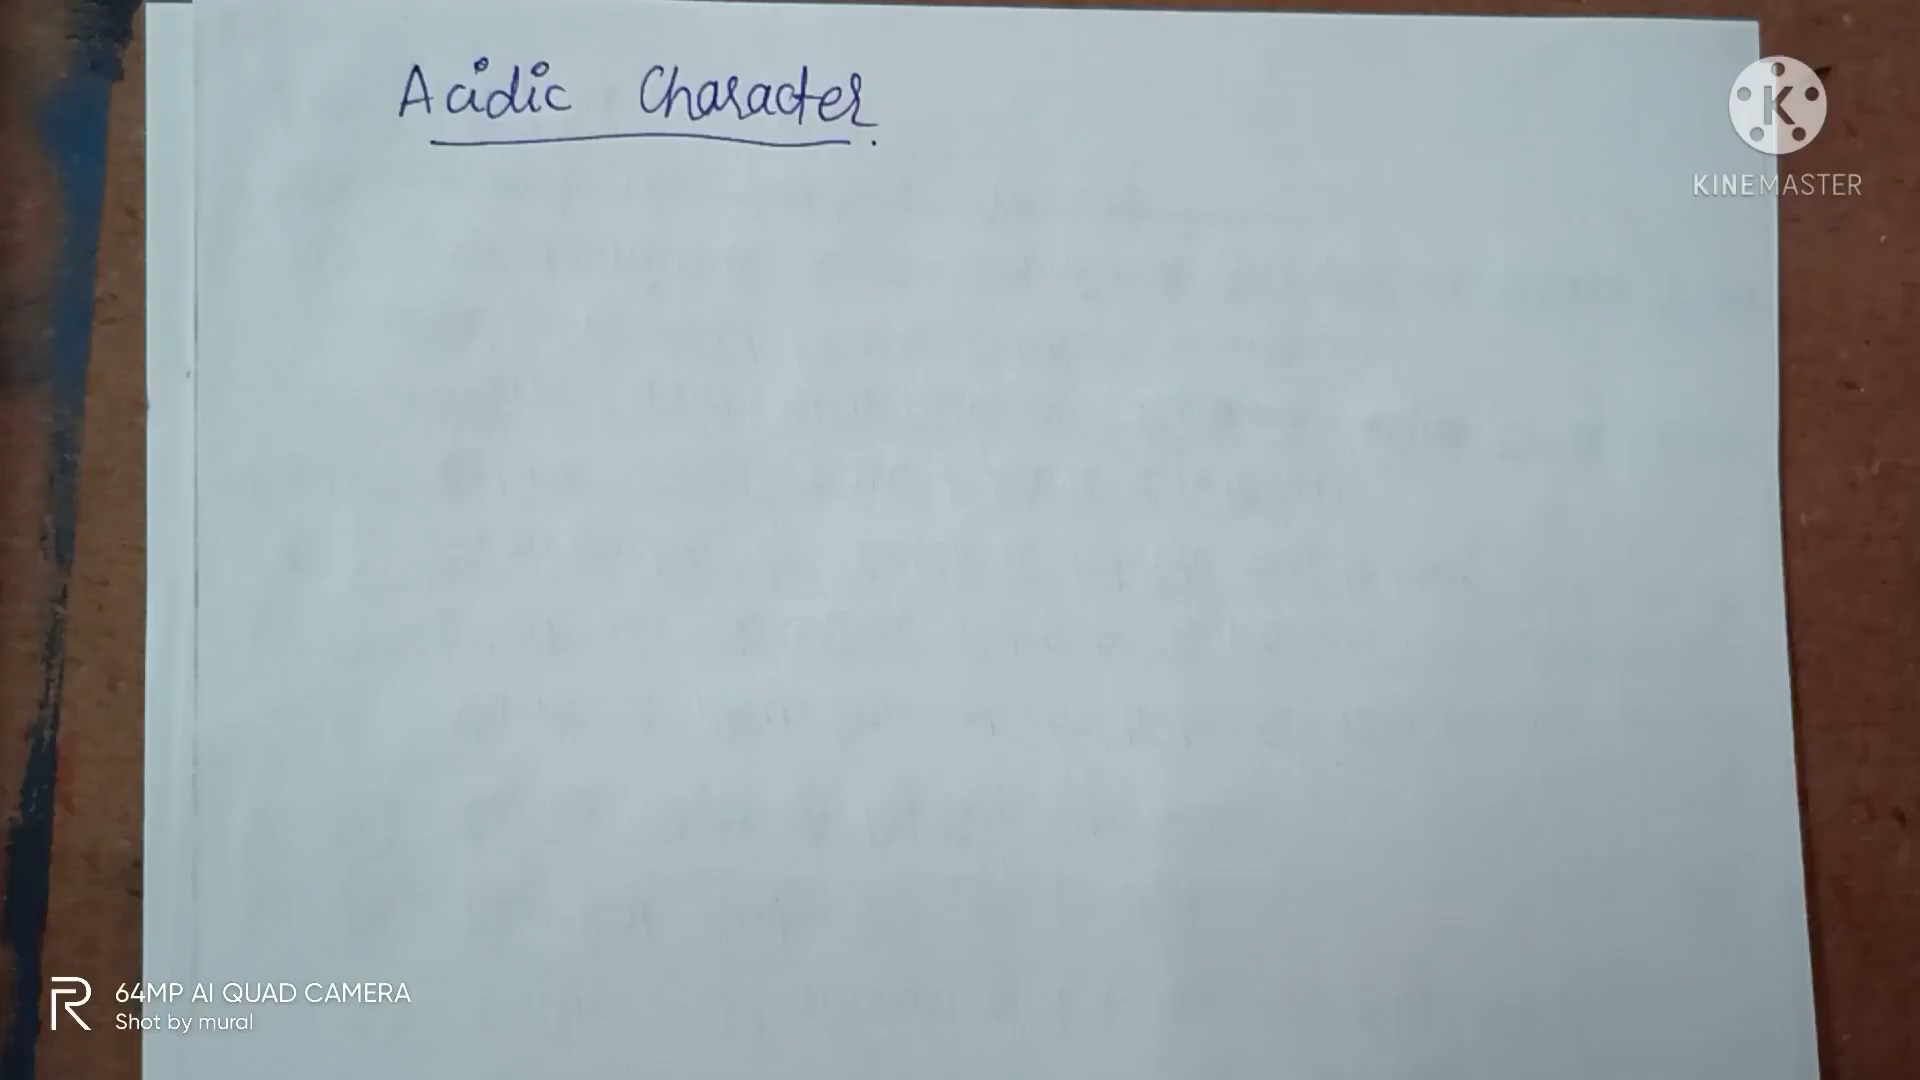 Acidic Character.
K
KINEMASTER
R
64MP AI QUAD CAMERA
Shot by mural